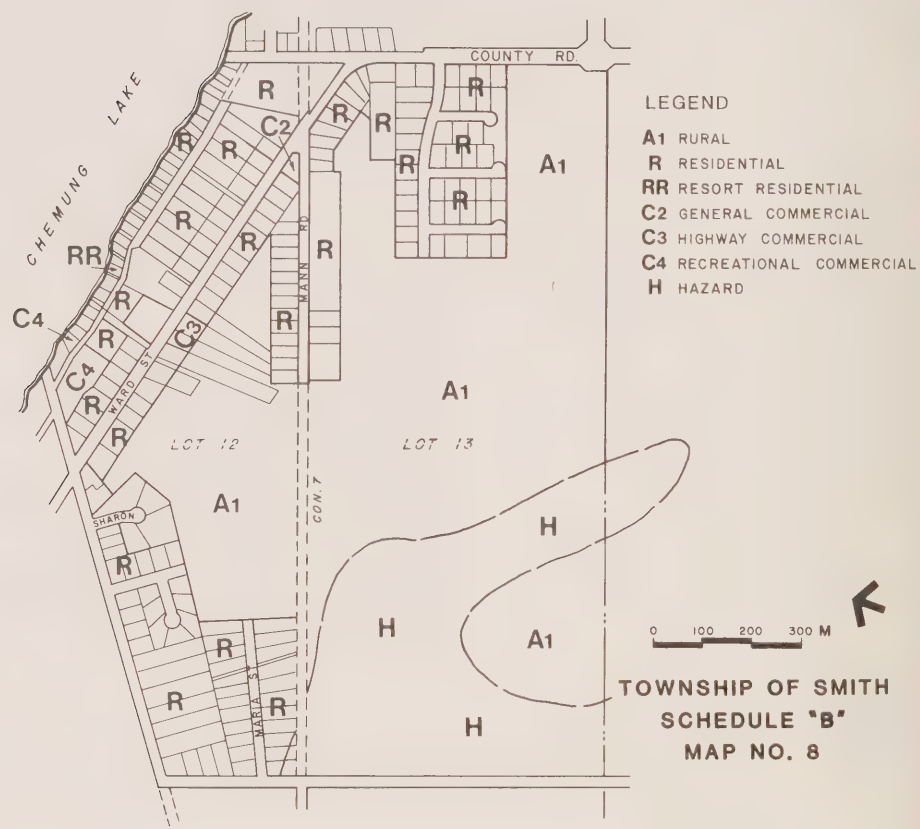 COUNTY RD.
CHEMUNG LAKE
R
R
R
R
C2
R
R
R
R
A1
R
R
R
R
MANN RD
R
RR
R
R
C3
C4
R
C4
WARD ST
R
R
A1
LOT 12
LOT 13
CON. 7
A1
SHARON
R
H
H
A1
R
R
MARIA ST
R
H
LEGEND
A1 RURAL
R RESIDENTIAL
RR RESORT RESIDENTIAL
C2 GENERAL COMMERCIAL
C3 HIGHWAY COMMERCIAL
C4 RECREATIONAL COMMERCIAL
H HAZARD
0 100 200 300 M
TOWNSHIP OF SMITH
SCHEDULE "B"
MAP NO. 8